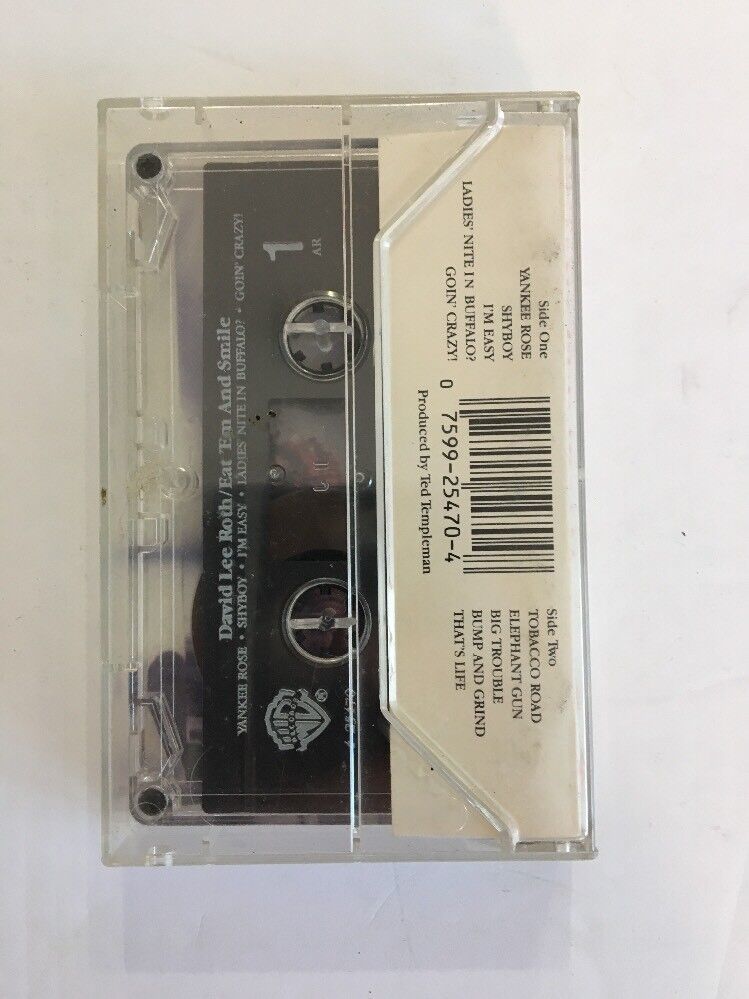 Side One
YANKEE ROSE
SHYBOY
I'M EASY
LADIES' NITE IN BUFFALO?
GOIN' CRAZY!
0 7599-25470-4
Produced by Ted Templeman
Side Two
TOBACCO ROAD
ELEPHANT GUN
BIG TROUBLE
BUMP AND GRIND
THAT'S LIFE
1
AR
David Lee Roth/Eat 'Em And Smile
YANKEE ROSE • SHYBOY • I'M EASY • LADIES' NITE IN BUFFALO? • GOIN' CRAZY!